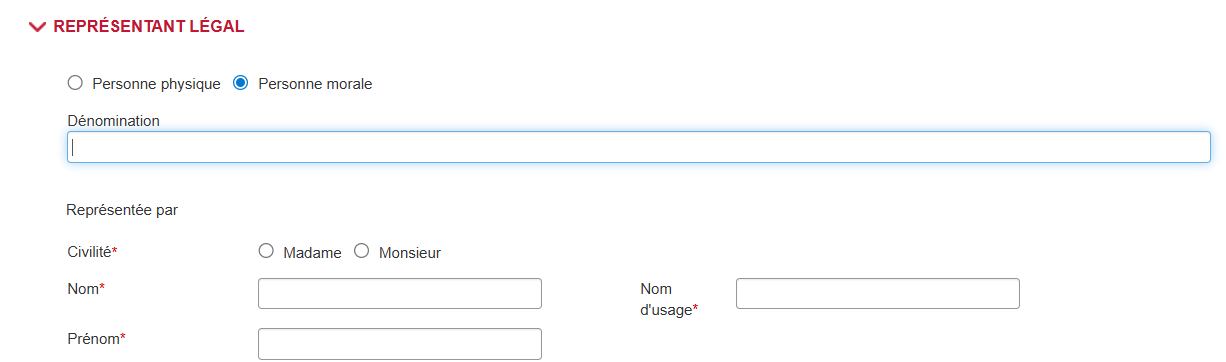 REPRÉSENTANT LÉGAL
Personne physique Personne morale
Dénomination
Représentée par
Civilité* Madame Monsieur
Nom* Nom
d'usage*
Prénom*